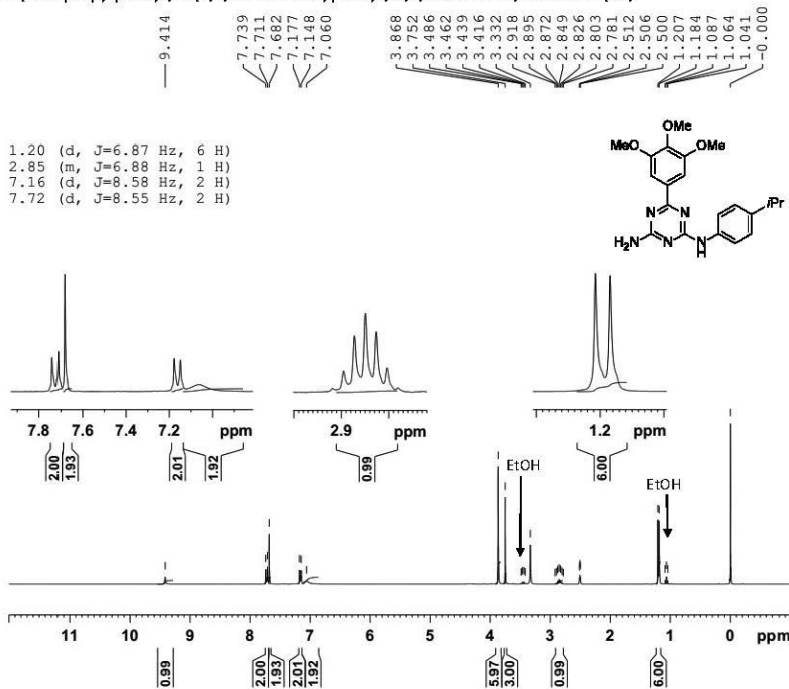 9.414
7.739
7.711
7.682
7.177
7.148
7.060
3.868
3.752
3.486
3.462
3.439
3.416
3.332
2.918
2.895
2.872
2.849
2.826
2.803
2.781
2.512
2.506
2.500
1.207
1.184
1.087
1.064
1.041
-0.000
1.20 (d, J=6.87 Hz, 6 H)
2.85 (m, J=6.88 Hz, 1 H)
7.16 (d, J=8.58 Hz, 2 H)
7.72 (d, J=8.55 Hz, 2 H)
OMe
MeO OMe
N N iPr
H₂N N N
H
7.8 7.6 7.4 7.2 ppm
2.9 ppm
1.2 ppm
2.00 1.93 2.01 1.92
0.99
6.00
EtOH
EtOH
11 10 9 8 7 6 5 4 3 2 1 0 ppm
0.99 2.00 1.93 2.01 1.92 5.97 3.00 0.99 6.00